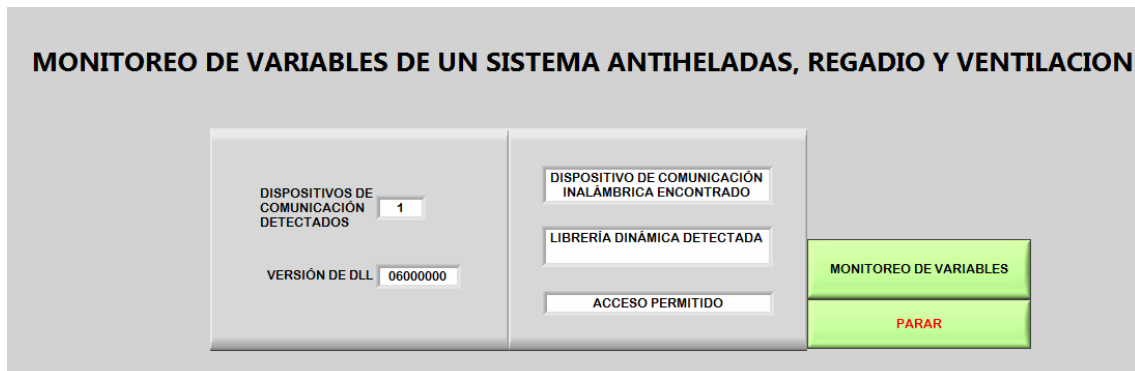 MONITOREO DE VARIABLES DE UN SISTEMA ANTIHELADAS, REGADIO Y VENTILACION
DISPOSITIVOS DE
COMUNICACIÓN
DETECTADOS
1
VERSIÓN DE DLL
06000000
DISPOSITIVO DE COMUNICACIÓN
INALÁMBRICA ENCONTRADO
LIBRERÍA DINÁMICA DETECTADA
ACCESO PERMITIDO
MONITOREO DE VARIABLES
PARAR